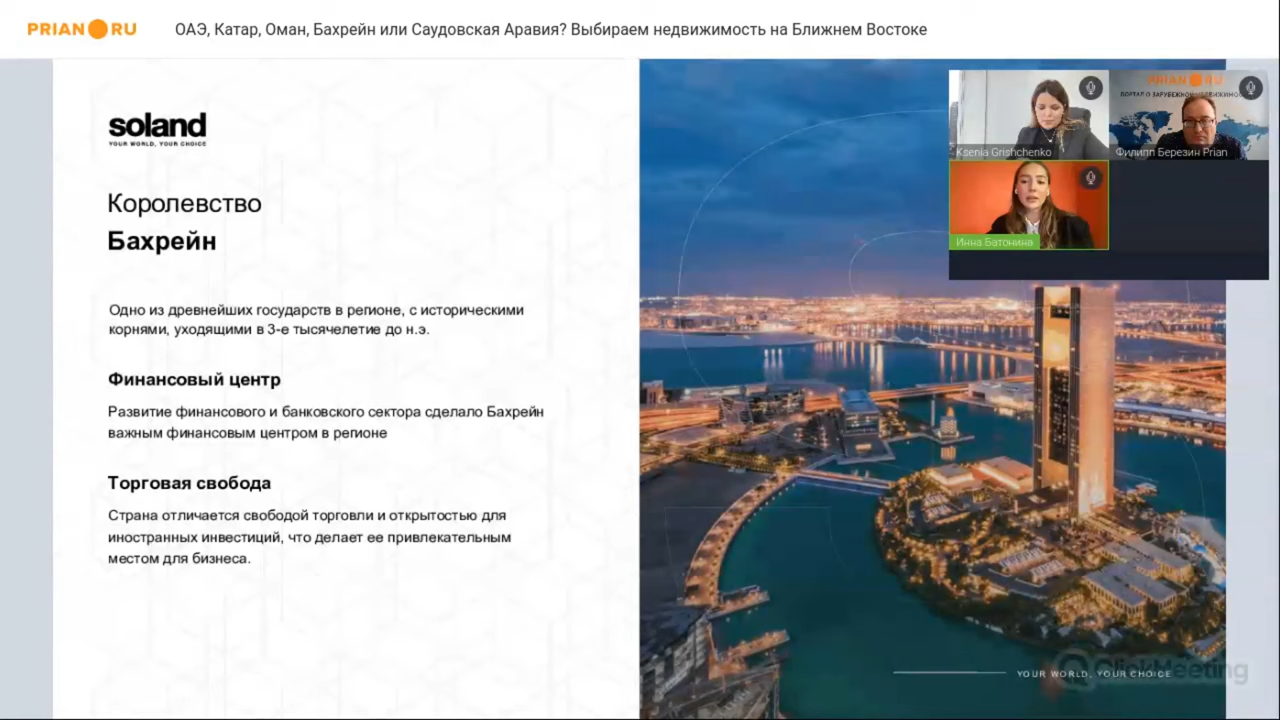 PRIAN RU
ОАЭ, Катар, Оман, Бахрейн или Саудовская Аравия? Выбираем недвижимость на Ближнем Востоке
soland
YOUR WORLD, YOUR CHOICE
Королевство
Бахрейн
Одно из древнейших государств в регионе, с историческими
корнями, уходящими в 3-е тысячелетие до н.э.
Финансовый центр
Развитие финансового и банковского сектора сделало Бахрейн
важным финансовым центром в регионе
Торговая свобода
Страна отличается свободой торговли и открытостью для
иностранных инвестиций, что делает ее привлекательным
местом для бизнеса.
PRIAN RU
Ksenia Grishchenko
Филипп Березин Prian
Инна Батонина
YOUR WORLD, YOUR CHOICE
ClickMeeting